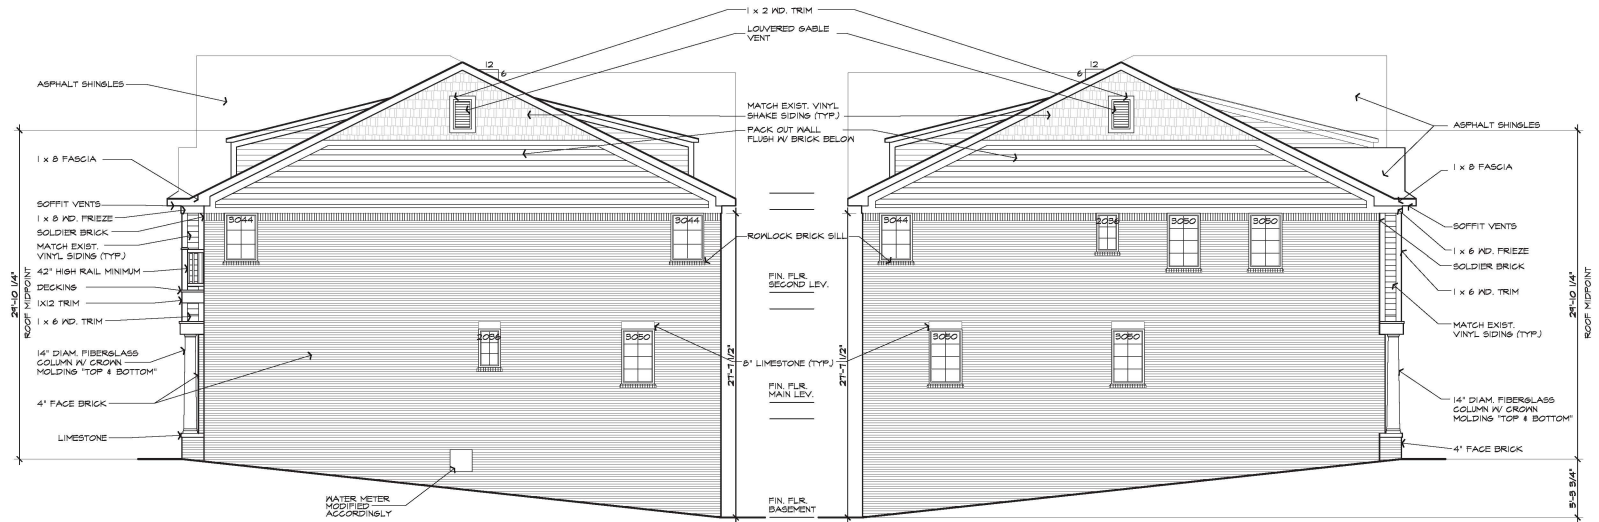 1 x 2 WD. TRIM
LOUVERED GABLE
VENT
12
6
12
6
ASPHALT SHINGLES
MATCH EXIST. VINYL
SHAKE SIDING (TYP.)
PACK OUT WALL
FLUSH W/ BRICK BELOW
ASPHALT SHINGLES
1 x 8 FASCIA
1 x 8 FASCIA
SOFFIT VENTS
1 x 8 WD. FRIEZE
SOLDIER BRICK
MATCH EXIST.
VINYL SIDING (TYP.)
42" HIGH RAIL MINIMUM
DECKING
1X12 TRIM
1 x 6 WD. TRIM
14" DIAM. FIBERGLASS
COLUMN W/ CROWN
MOLDING "TOP & BOTTOM"
4" FACE BRICK
LIMESTONE
29'-10 1/4"
ROOF MIDPOINT
3044
3044
2036
3050
WATER METER
MODIFIED
ACCORDINGLY
ROWLOCK BRICK SILL
FIN. FLR.
SECOND LEV.
27'-7 1/2"
27'-7 1/2"
8" LIMESTONE (TYP.)
FIN. FLR.
MAIN LEV.
FIN. FLR.
BASEMENT
3044
2036
3050
3050
3050
3050
SOFFIT VENTS
1 x 6 WD. FRIEZE
SOLDIER BRICK
1 x 6 WD. TRIM
MATCH EXIST.
VINYL SIDING (TYP.)
14" DIAM. FIBERGLASS
COLUMN W/ CROWN
MOLDING "TOP & BOTTOM"
4" FACE BRICK
29'-10 1/4"
ROOF MIDPOINT